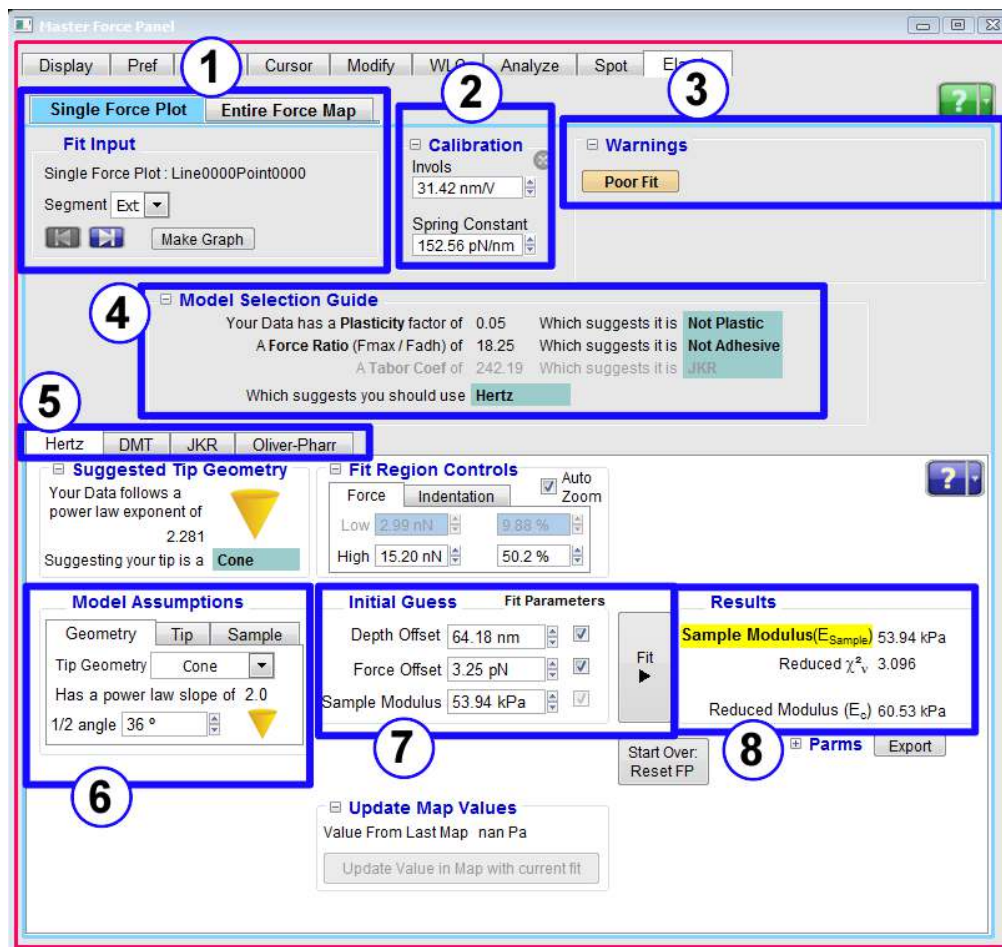 Master Force Panel
Display Pref Cursor Modify Analyze Spot
1
2
3
Single Force Plot Entire Force Map
Fit Input
Single Force Plot : Line0000Point0000
Segment Ext
Make Graph
Calibration
Invols
31.42 nm/V
Spring Constant
152.56 pN/nm
Warnings
Poor Fit
4
Model Selection Guide
Your Data has a Plasticity factor of 0.05 Which suggests it is Not Plastic
A Force Ratio (Fmax / Fadh) of 18.25 Which suggests it is Not Adhesive
A Tabor Coef of 242.19 Which suggests it is JKR
Which suggests you should use Hertz
5
Hertz DMT JKR Oliver-Pharr
Suggested Tip Geometry
Your Data follows a
power law exponent of
2.281
Suggesting your tip is a Cone
Fit Region Controls
Auto
Zoom
Force Indentation
Low 2.99 nN 9.88 %
High 15.20 nN 50.2 %
?
?
Model Assumptions
Geometry Tip Sample
Tip Geometry Cone
Has a power law slope of 2.0
1/2 angle 36 º
6
Initial Guess Fit Parameters
Depth Offset 64.18 nm
Force Offset 3.25 pN
Sample Modulus 53.94 kPa
7
Fit
Start Over:
Reset FP
Results
Sample Modulus(E_Sample) 53.94 kPa
Reduced χ²ᵥ 3.096
Reduced Modulus (E_c) 60.53 kPa
8
Parms Export
Update Map Values
Value From Last Map nan Pa
Update Value in Map with current fit